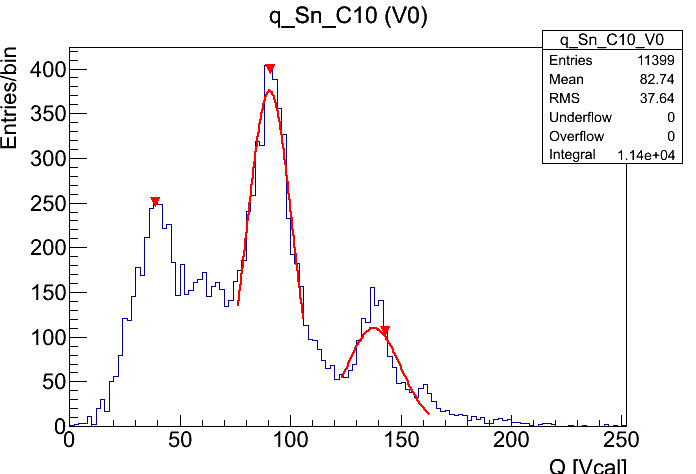 q_Sn_C10 (V0)
q_Sn_C10_V0
Entries 11399
Mean 82.74
RMS 37.64
Underflow 0
Overflow 0
Integral 1.14e+04
Entries/bin
400
350
300
250
200
150
100
50
0
0 50 100 150 200 250
Q [Vcal]